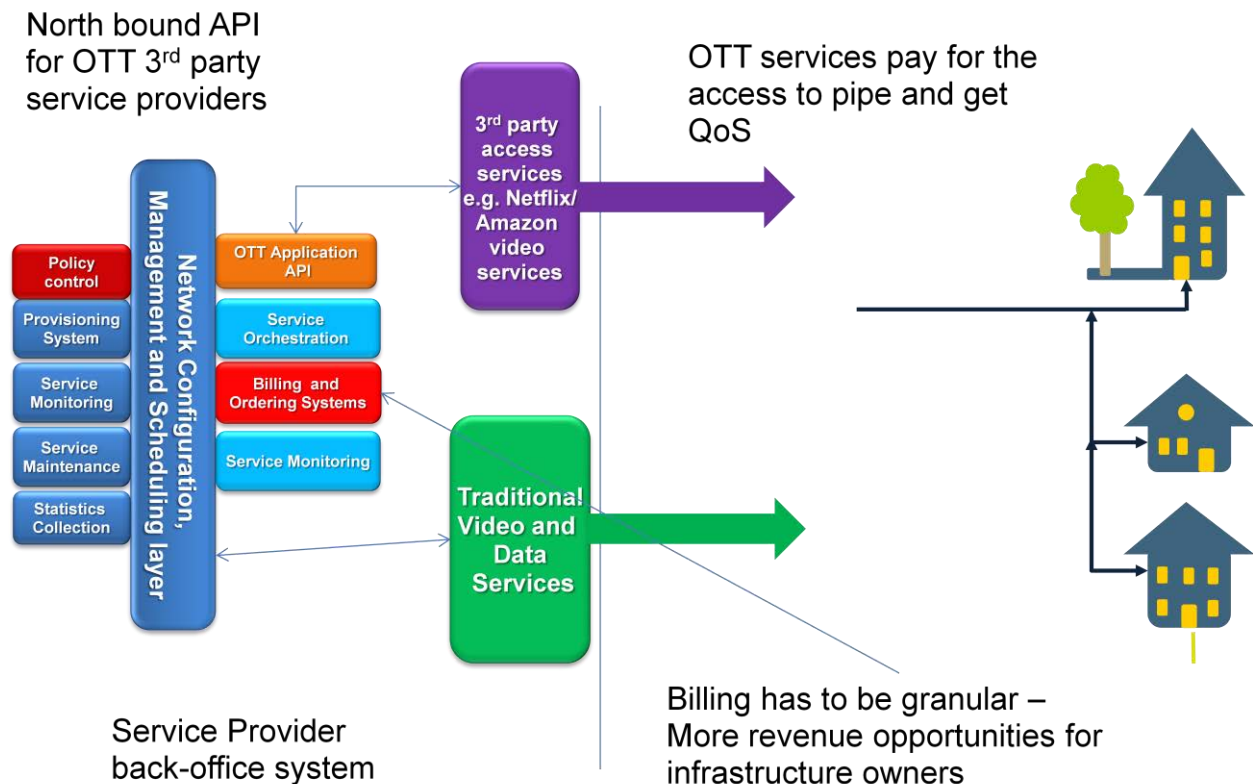 North bound API
for OTT 3rd party
service providers
OTT services pay for the
access to pipe and get
QoS
3rd party
access
services
e.g. Netflix/
Amazon
video
services
Network Configuration,
Management and Scheduling layer
Policy
control
Provisioning
System
Service
Monitoring
Service
Maintenance
Statistics
Collection
OTT Application
API
Service
Orchestration
Billing and
Ordering Systems
Service Monitoring
Traditional
Video and
Data
Services
Service Provider
back-office system
Billing has to be granular –
More revenue opportunities for
infrastructure owners